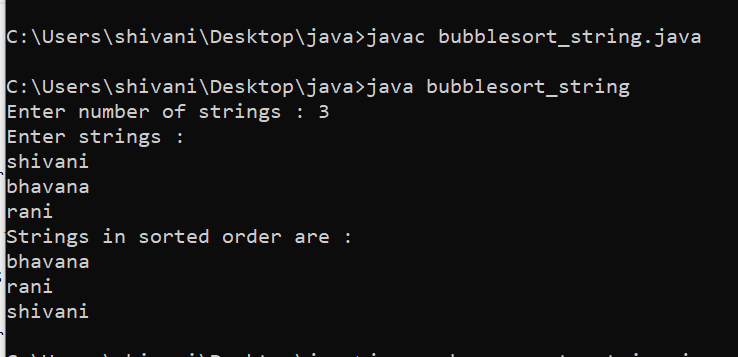 C:\Users\shivani\Desktop\java>javac bubblesort_string.java
C:\Users\shivani\Desktop\java>java bubblesort_string
Enter number of strings : 3
Enter strings :
shivani
bhavana
rani
Strings in sorted order are :
bhavana
rani
shivani